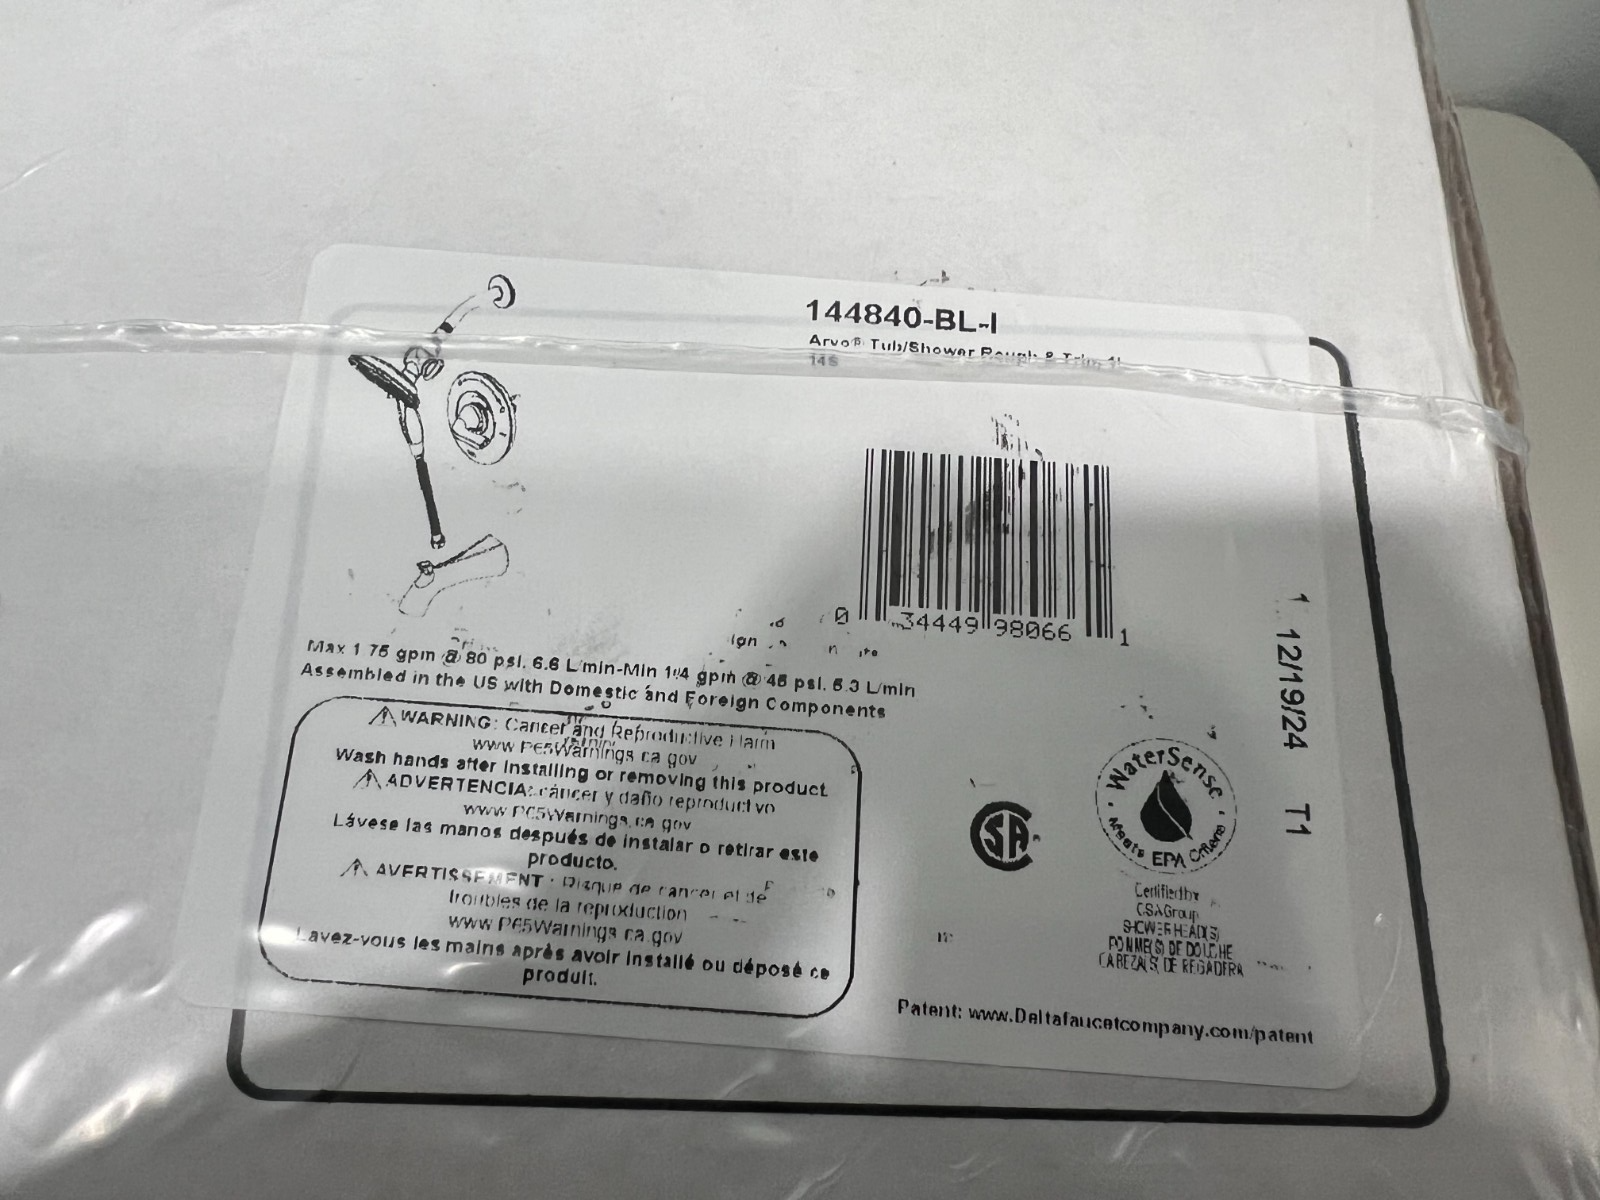 144840-BL-I
Arvo® Tub/Shower Rough & Trim
14S
0 34449 98066 1
1 12/19/24 T1
Max 1.75 gpm @ 80 psi, 6.6 L/min-Min 1.4 gpm @ 45 psi, 5.3 L/min
Assembled in the US with Domestic and Foreign Components
⚠ WARNING: Cancer and Reproductive Harm
www.P65Warnings.ca.gov
Wash hands after installing or removing this product.
⚠ ADVERTENCIA: cáncer y daño reproductivo
www.P65Warnings.ca.gov
Lávese las manos después de instalar o retirar este
producto.
⚠ AVERTISSEMENT: Risque de cancer et de
troubles de la reproduction
www.P65Warnings.ca.gov
Lavez-vous les mains après avoir installé ou déposé ce
produit.
CSA®
WaterSense
Meets EPA Criteria
Certified by
CSA Group
SHOWER HEAD(S)
POMME(S) DE DOUCHE
CABEZA(S) DE REGADERA
Patent: www.Deltafaucetcompany.com/patent